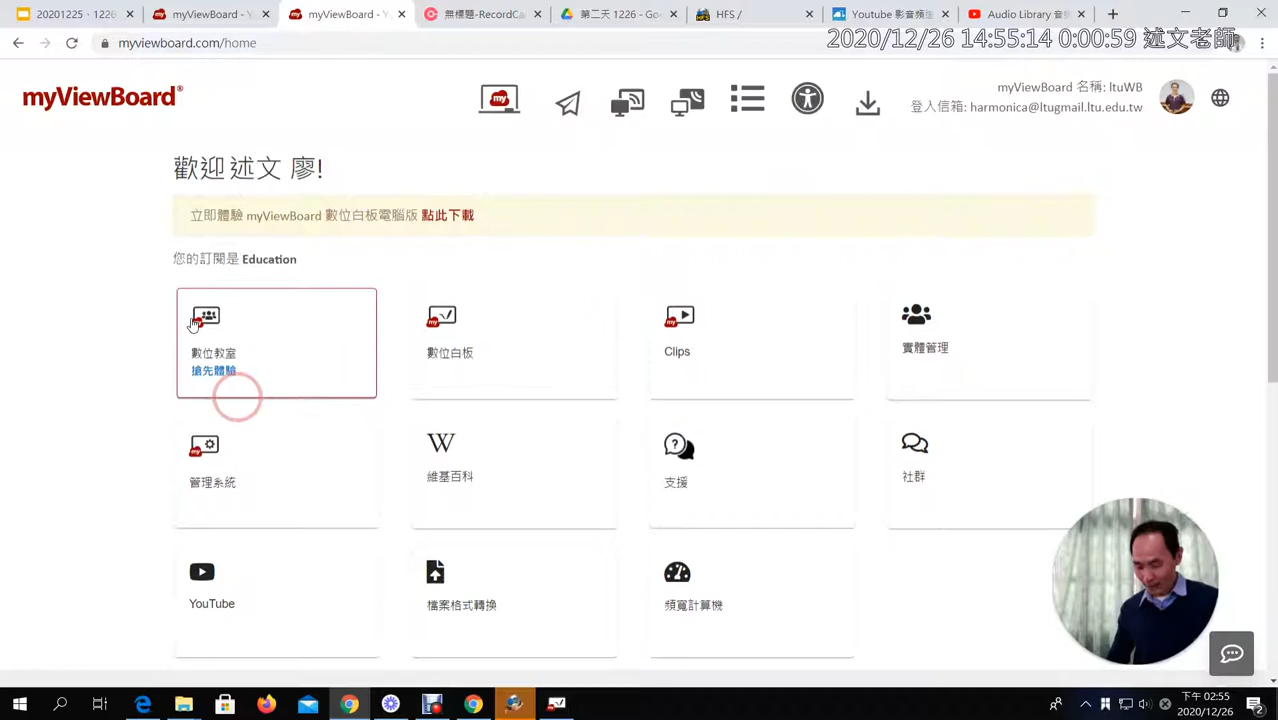 20201225、1226
myViewBoard - Y
myViewBoard - Y
無標題-RecordCa
第二天 1226 - Go
HFS /
Youtube 影音頻道
Audio Library 音
myviewboard.com/home
2020/12/26 14:55:14 0:00:59 述文老師
myViewBoard®
myViewBoard 名稱: ltuWB
登入信箱: harmonica@ltugmail.ltu.edu.tw
歡迎 述文 廖!
立即體驗 myViewBoard 數位白板電腦版 點此下載
您的訂閱是 Education
數位教室
搶先體驗
數位白板
Clips
實體管理
管理系統
維基百科
支援
社群
YouTube
檔案格式轉換
頻寬計算機
下午 02:55
2020/12/26
2